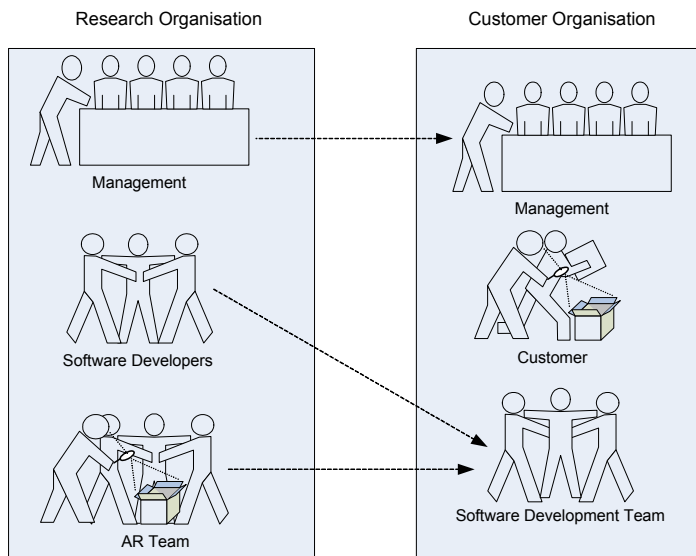 Research Organisation
Customer Organisation
Management
Software Developers
AR Team
Management
Customer
Software Development Team